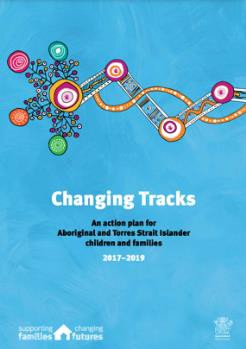 Changing Tracks
An action plan for
Aboriginal and Torres Strait Islander
children and families
2017–2019
supporting changing
families futures